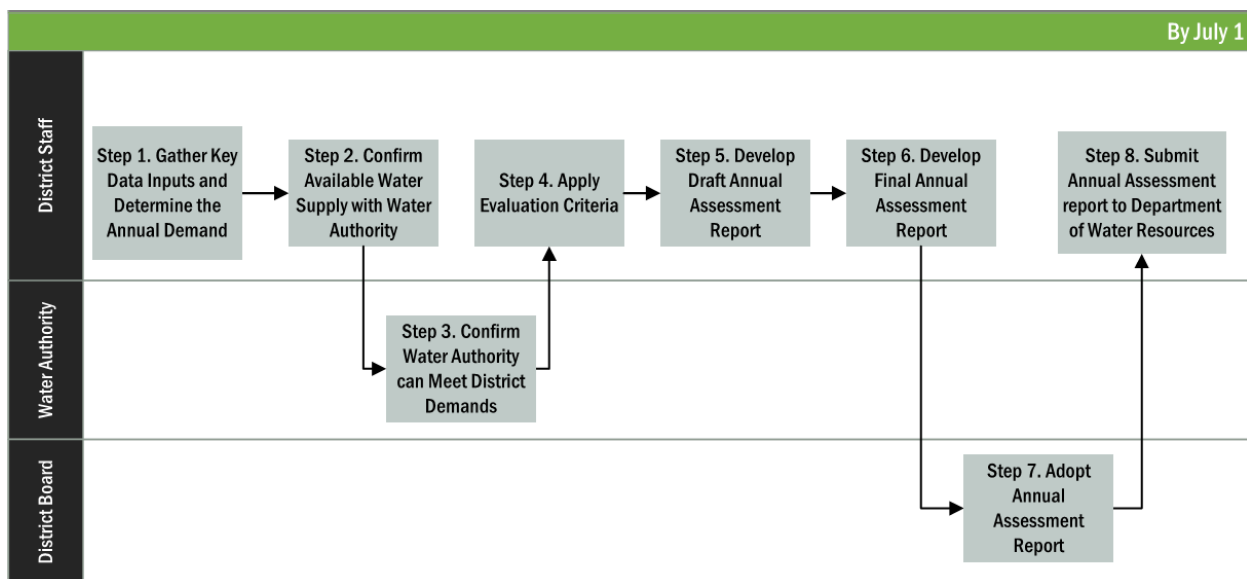 By July 1
District Staff
Step 1. Gather Key
Data Inputs and
Determine the
Annual Demand
Step 2. Confirm
Available Water
Supply with Water
Authority
Step 4. Apply
Evaluation Criteria
Step 5. Develop
Draft Annual
Assessment
Report
Step 6. Develop
Final Annual
Assessment
Report
Step 8. Submit
Annual Assessment
report to Department
of Water Resources
Water Authority
Step 3. Confirm
Water Authority
can Meet District
Demands
District Board
Step 7. Adopt
Annual
Assessment
Report